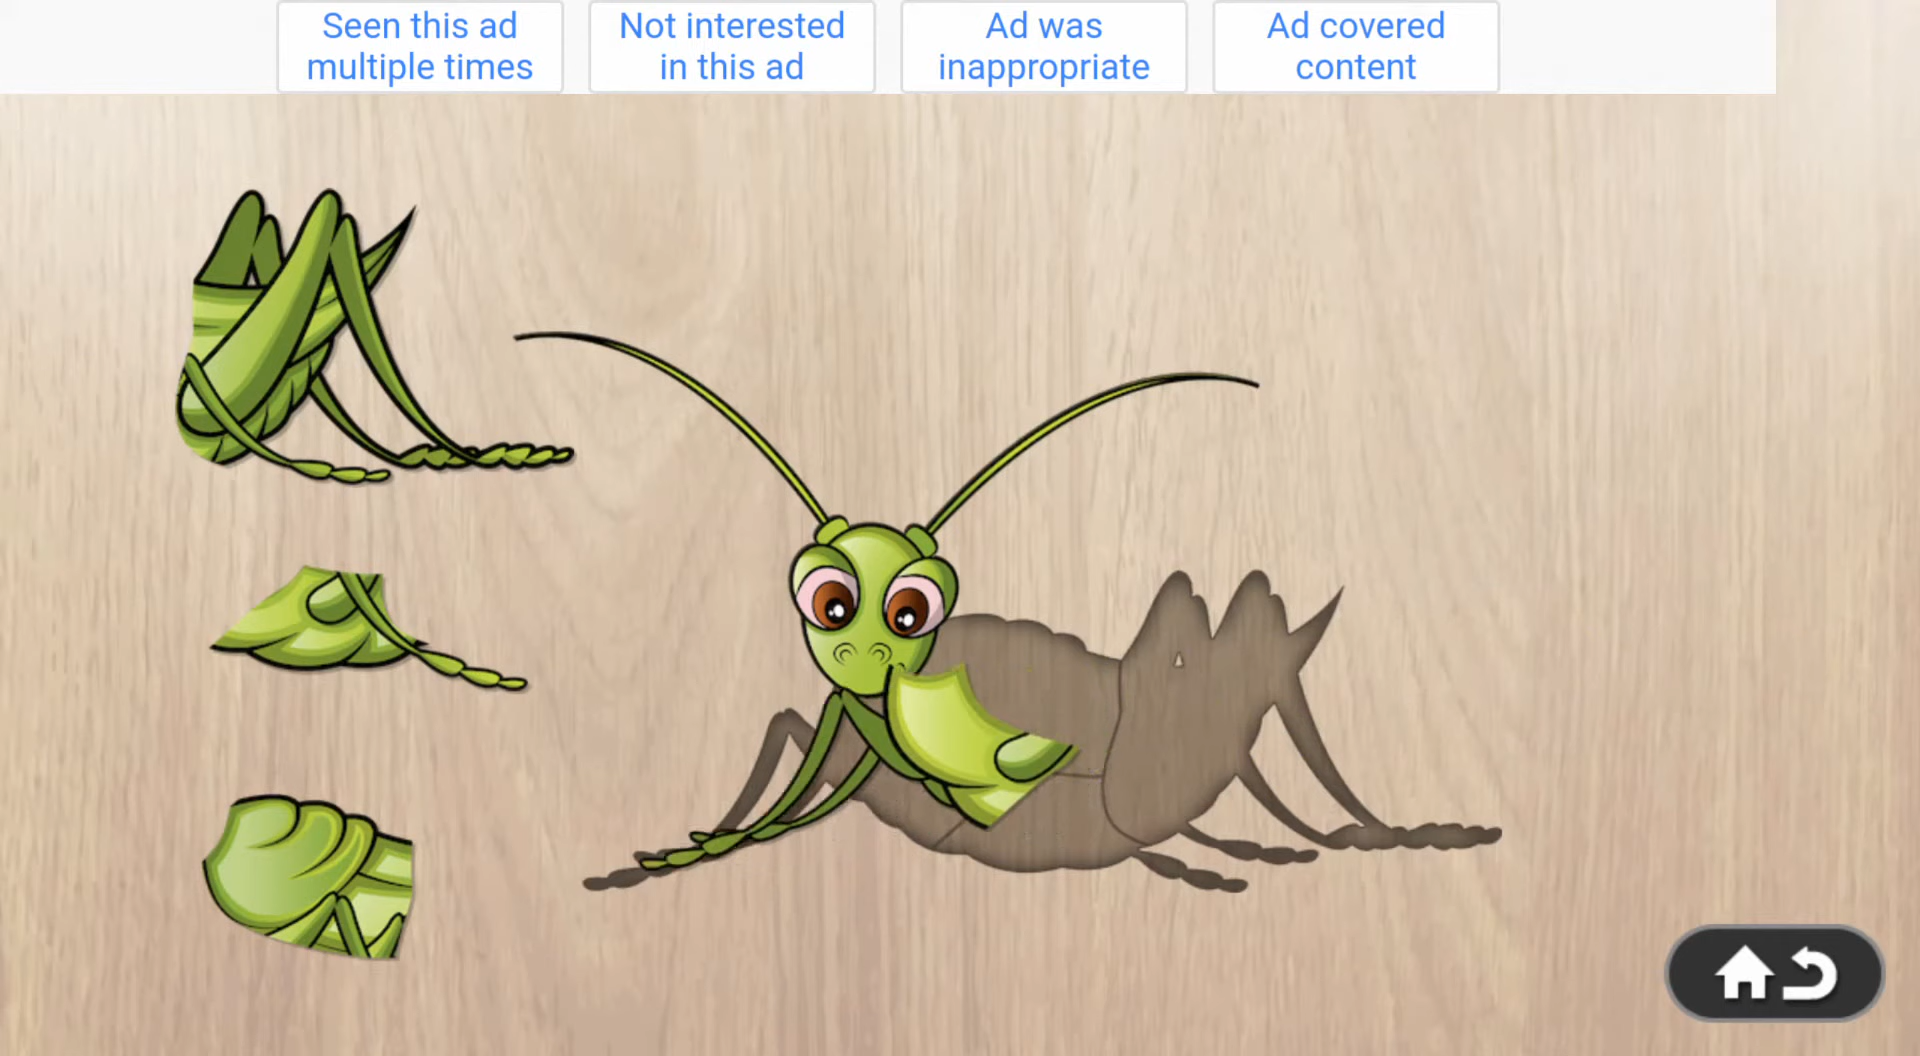 Seen this ad
multiple times
Not interested
in this ad
Ad was
inappropriate
Ad covered
content